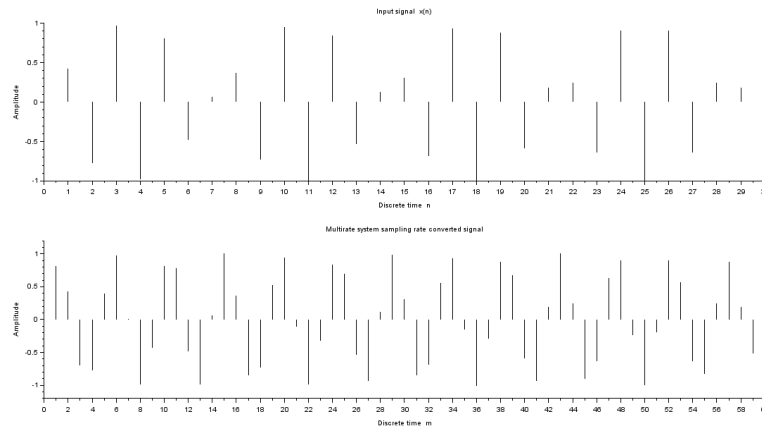 Input signal x(n)
1
0.5
0
-0.5
-1
Amplitude
0 1 2 3 4 5 6 7 8 9 10 11 12 13 14 15 16 17 18 19 20 21 22 23 24 25 26 27 28 29
Discrete time n
Multirate system sampling rate converted signal
1
0.5
0
-0.5
-1
Amplitude
0 2 4 6 8 10 12 14 16 18 20 22 24 26 28 30 32 34 36 38 40 42 44 46 48 50 52 54 56 58
Discrete time m